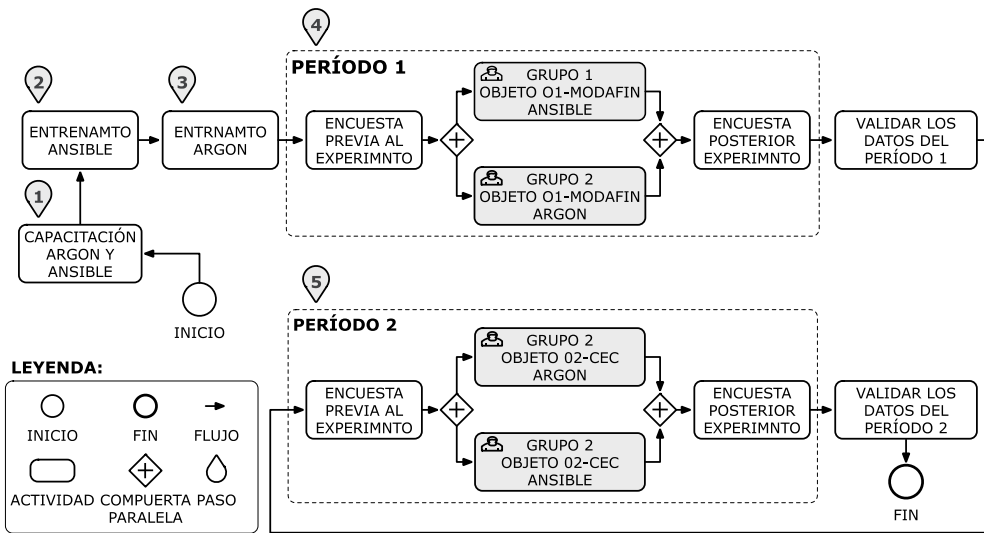 4
PERÍODO 1
2
3
ENTRENAMTO
ANSIBLE
ENTRNAMTO
ARGON
ENCUESTA
PREVIA AL
EXPERIMNTO
GRUPO 1
OBJETO O1-MODAFIN
ANSIBLE
GRUPO 2
OBJETO O1-MODAFIN
ARGON
ENCUESTA
POSTERIOR
EXPERIMNTO
VALIDAR LOS
DATOS DEL
PERÍODO 1
1
CAPACITACIÓN
ARGON Y
ANSIBLE
INICIO
5
PERÍODO 2
ENCUESTA
PREVIA AL
EXPERIMNTO
GRUPO 2
OBJETO 02-CEC
ARGON
GRUPO 2
OBJETO 02-CEC
ANSIBLE
ENCUESTA
POSTERIOR
EXPERIMNTO
VALIDAR LOS
DATOS DEL
PERÍODO 2
FIN
LEYENDA:
INICIO
FIN
FLUJO
ACTIVIDAD
COMPUERTA
PARALELA
PASO